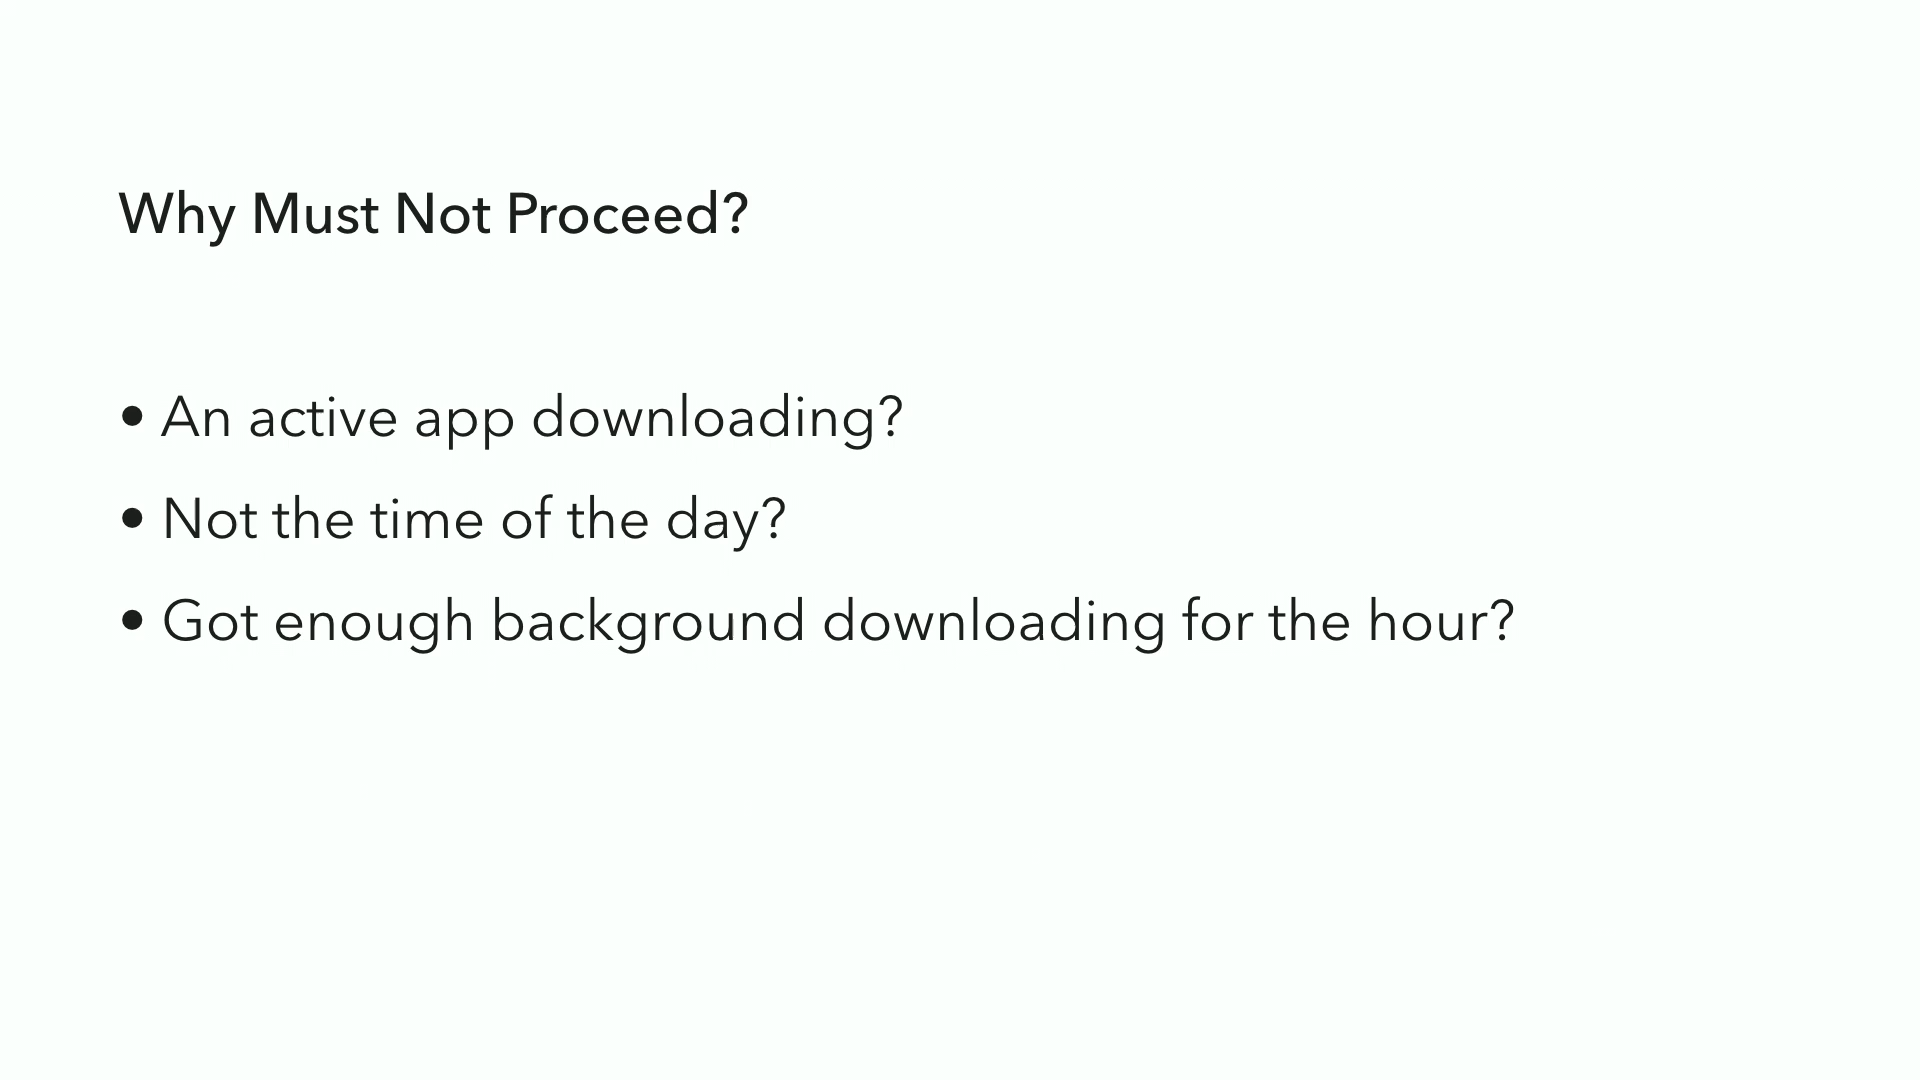 Why Must Not Proceed?
• An active app downloading?
• Not the time of the day?
• Got enough background downloading for the hour?